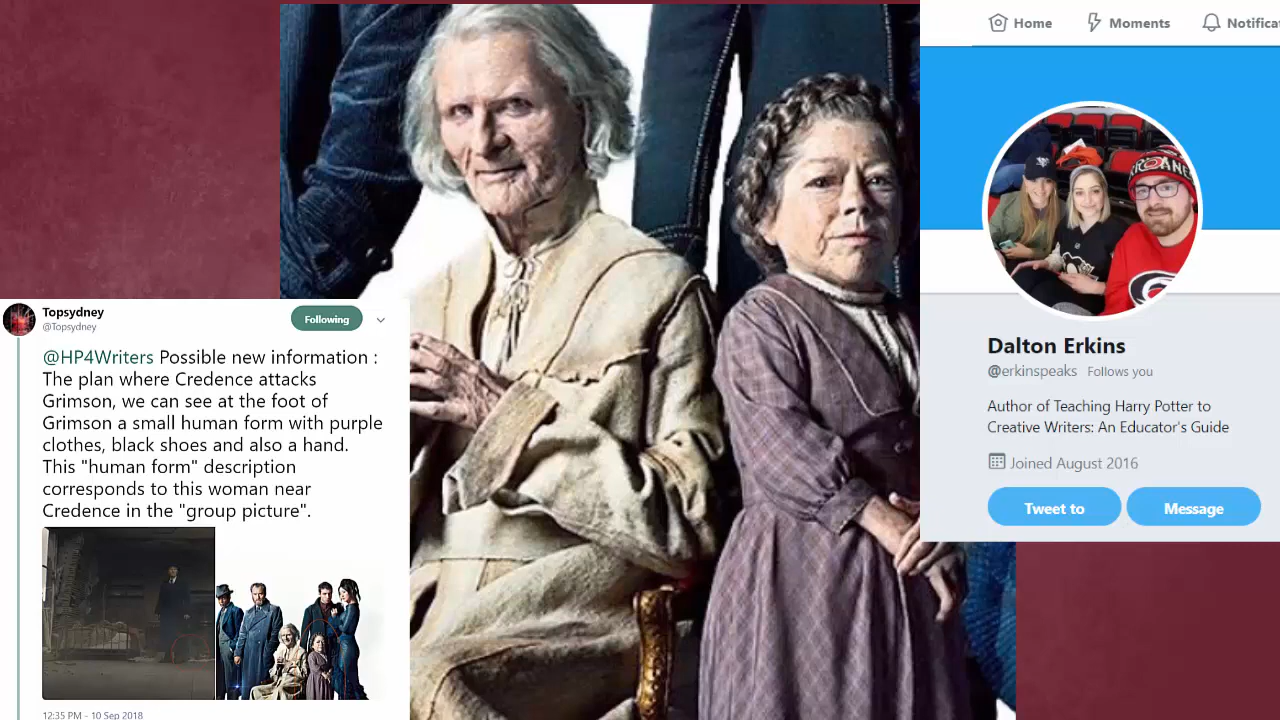 Topsydney
@Topsydney
Following
@HP4Writers Possible new information :
The plan where Credence attacks
Grimson, we can see at the foot of
Grimson a small human form with purple
clothes, black shoes and also a hand.
This "human form" description
corresponds to this woman near
Credence in the "group picture".
12:35 PM - 10 Sep 2018
Home
Moments
Notificat
Dalton Erkins
@erkinspeaks Follows you
Author of Teaching Harry Potter to
Creative Writers: An Educator's Guide
Joined August 2016
Tweet to
Message